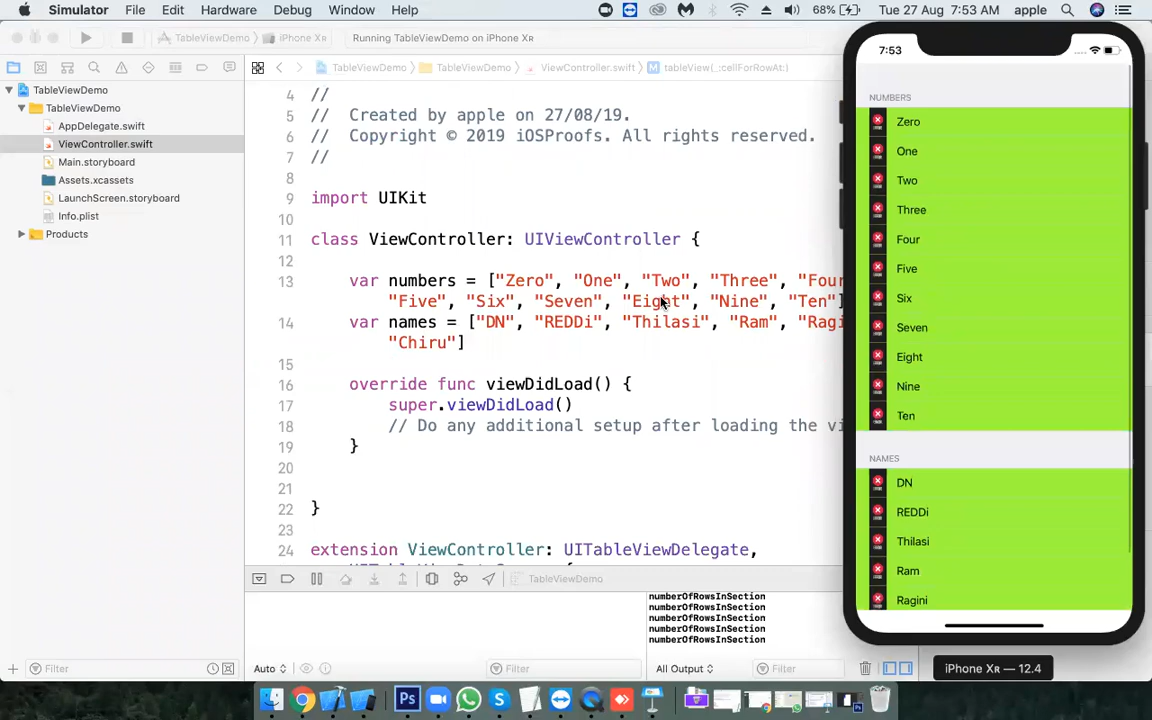 Simulator File Edit Hardware Debug Window Help 68% Tue 27 Aug 7:53 AM apple
TableViewDemo iPhone XR Running TableViewDemo on iPhone XR
TableViewDemo TableViewDemo ViewController.swift M tableView(_:cellForRowAt:)
TableViewDemo
TableViewDemo
AppDelegate.swift
ViewController.swift
Main.storyboard
Assets.xcassets
LaunchScreen.storyboard
Info.plist
Products
4 //
5 // Created by apple on 27/08/19.
6 // Copyright © 2019 iOSProofs. All rights reserved.
7 //
8
9 import UIKit
10
11 class ViewController: UIViewController {
12
13 var numbers = ["Zero", "One", "Two", "Three", "Four
"Five", "Six", "Seven", "Eight", "Nine", "Ten"]
14 var names = ["DN", "REDDi", "Thilasi", "Ram", "Ragi
"Chiru"]
15
16 override func viewDidLoad() {
17 super.viewDidLoad()
18 // Do any additional setup after loading the vi
19 }
20
21
22 }
23
24 extension ViewController: UITableViewDelegate,
TableViewDemo
numberOfRowsInSection
numberOfRowsInSection
numberOfRowsInSection
numberOfRowsInSection
numberOfRowsInSection
Filter Auto Filter All Output Filter
7:53
NUMBERS
Zero
One
Two
Three
Four
Five
Six
Seven
Eight
Nine
Ten
NAMES
DN
REDDi
Thilasi
Ram
Ragini
iPhone XR — 12.4
Ps